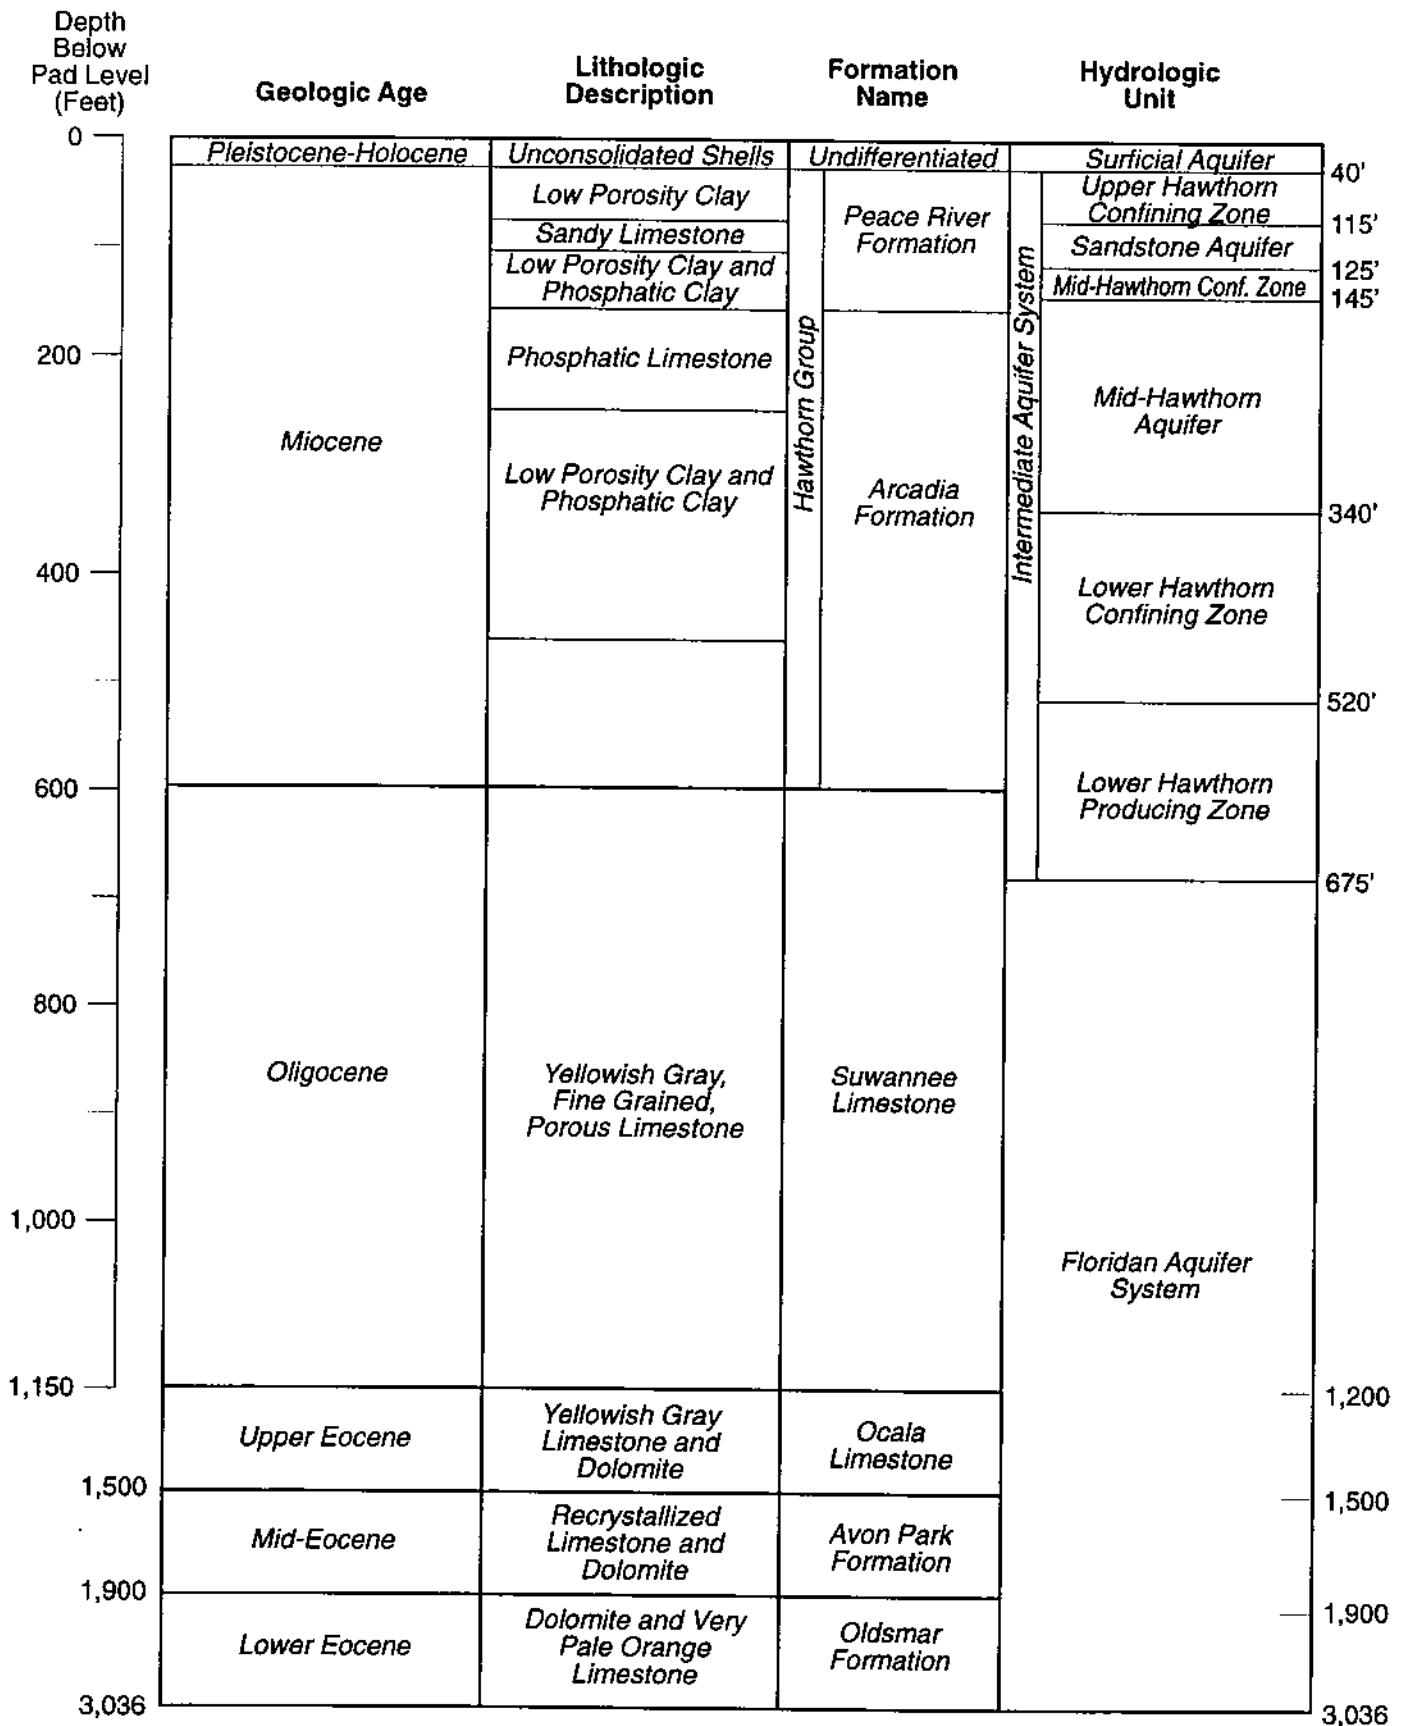 Depth
Below
Pad Level
(Feet)
Geologic Age
Lithologic
Description
Formation
Name
Hydrologic
Unit
0
Pleistocene-Holocene
Unconsolidated Shells
Undifferentiated
Surficial Aquifer
40'
Low Porosity Clay
Peace River
Formation
Upper Hawthorn
Confining Zone
115'
Sandy Limestone
Sandstone Aquifer
125'
Low Porosity Clay and
Phosphatic Clay
Mid-Hawthorn Conf. Zone
145'
200
Phosphatic Limestone
Hawthorn Group
Intermediate Aquifer System
Mid-Hawthorn
Aquifer
Miocene
Low Porosity Clay and
Phosphatic Clay
Arcadia
Formation
340'
400
Lower Hawthorn
Confining Zone
520'
600
Lower Hawthorn
Producing Zone
675'
800
Oligocene
Yellowish Gray,
Fine Grained,
Porous Limestone
Suwannee
Limestone
1,000
Floridan Aquifer
System
1,150
1,200
Upper Eocene
Yellowish Gray
Limestone and
Dolomite
Ocala
Limestone
1,500
1,500
Mid-Eocene
Recrystallized
Limestone and
Dolomite
Avon Park
Formation
1,900
1,900
Lower Eocene
Dolomite and Very
Pale Orange
Limestone
Oldsmar
Formation
3,036
3,036